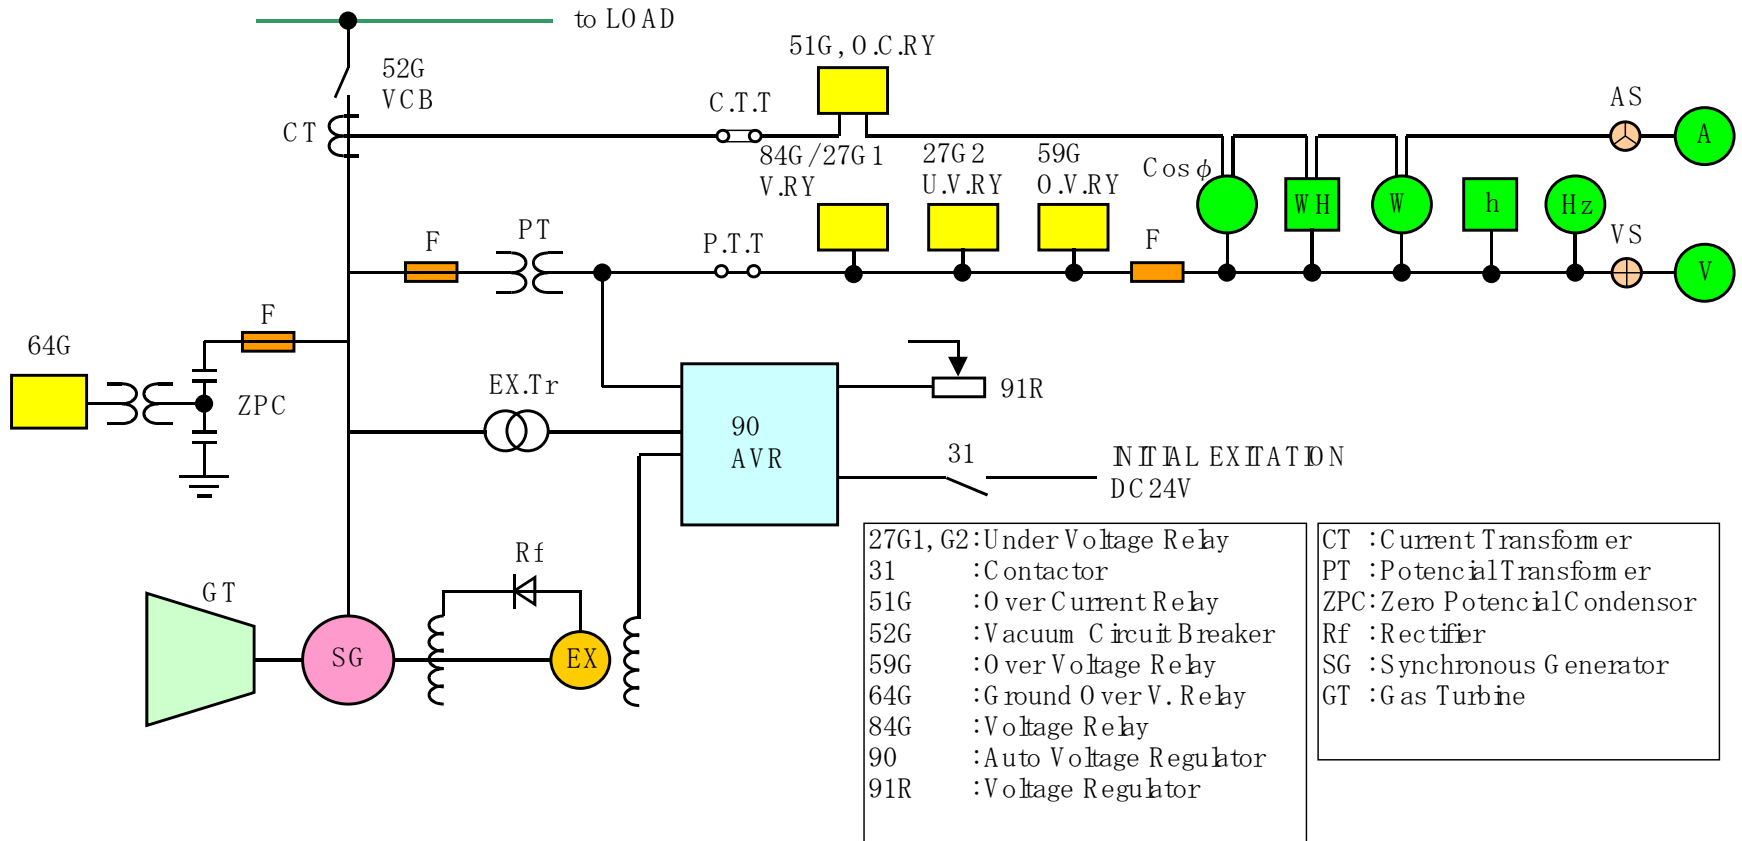 to LOAD
51G, O.C.RY
52G
VCB
C.T.T
AS
CT
A
84G/27G1
V.RY
27G2
U.V.RY
59G
O.V.RY
Cosϕ
WH
W
h
Hz
F
PT
P.T.T
F
VS
V
F
64G
ZPC
EX.Tr
90
AVR
91R
31
INITIAL EXITATION
DC24V
Rf
GT
SG
EX
27G1, G2:Under Voltage Relay
31 :Contactor
51G :Over Current Relay
52G :Vacuum Circuit Breaker
59G :Over Voltage Relay
64G :Ground Over V. Relay
84G :Voltage Relay
90 :Auto Voltage Regulator
91R :Voltage Regulator
CT :Current Transformer
PT :Potencial Transformer
ZPC:Zero Potencial Condensor
Rf :Rectifier
SG :Synchronous Generator
GT :Gas Turbine